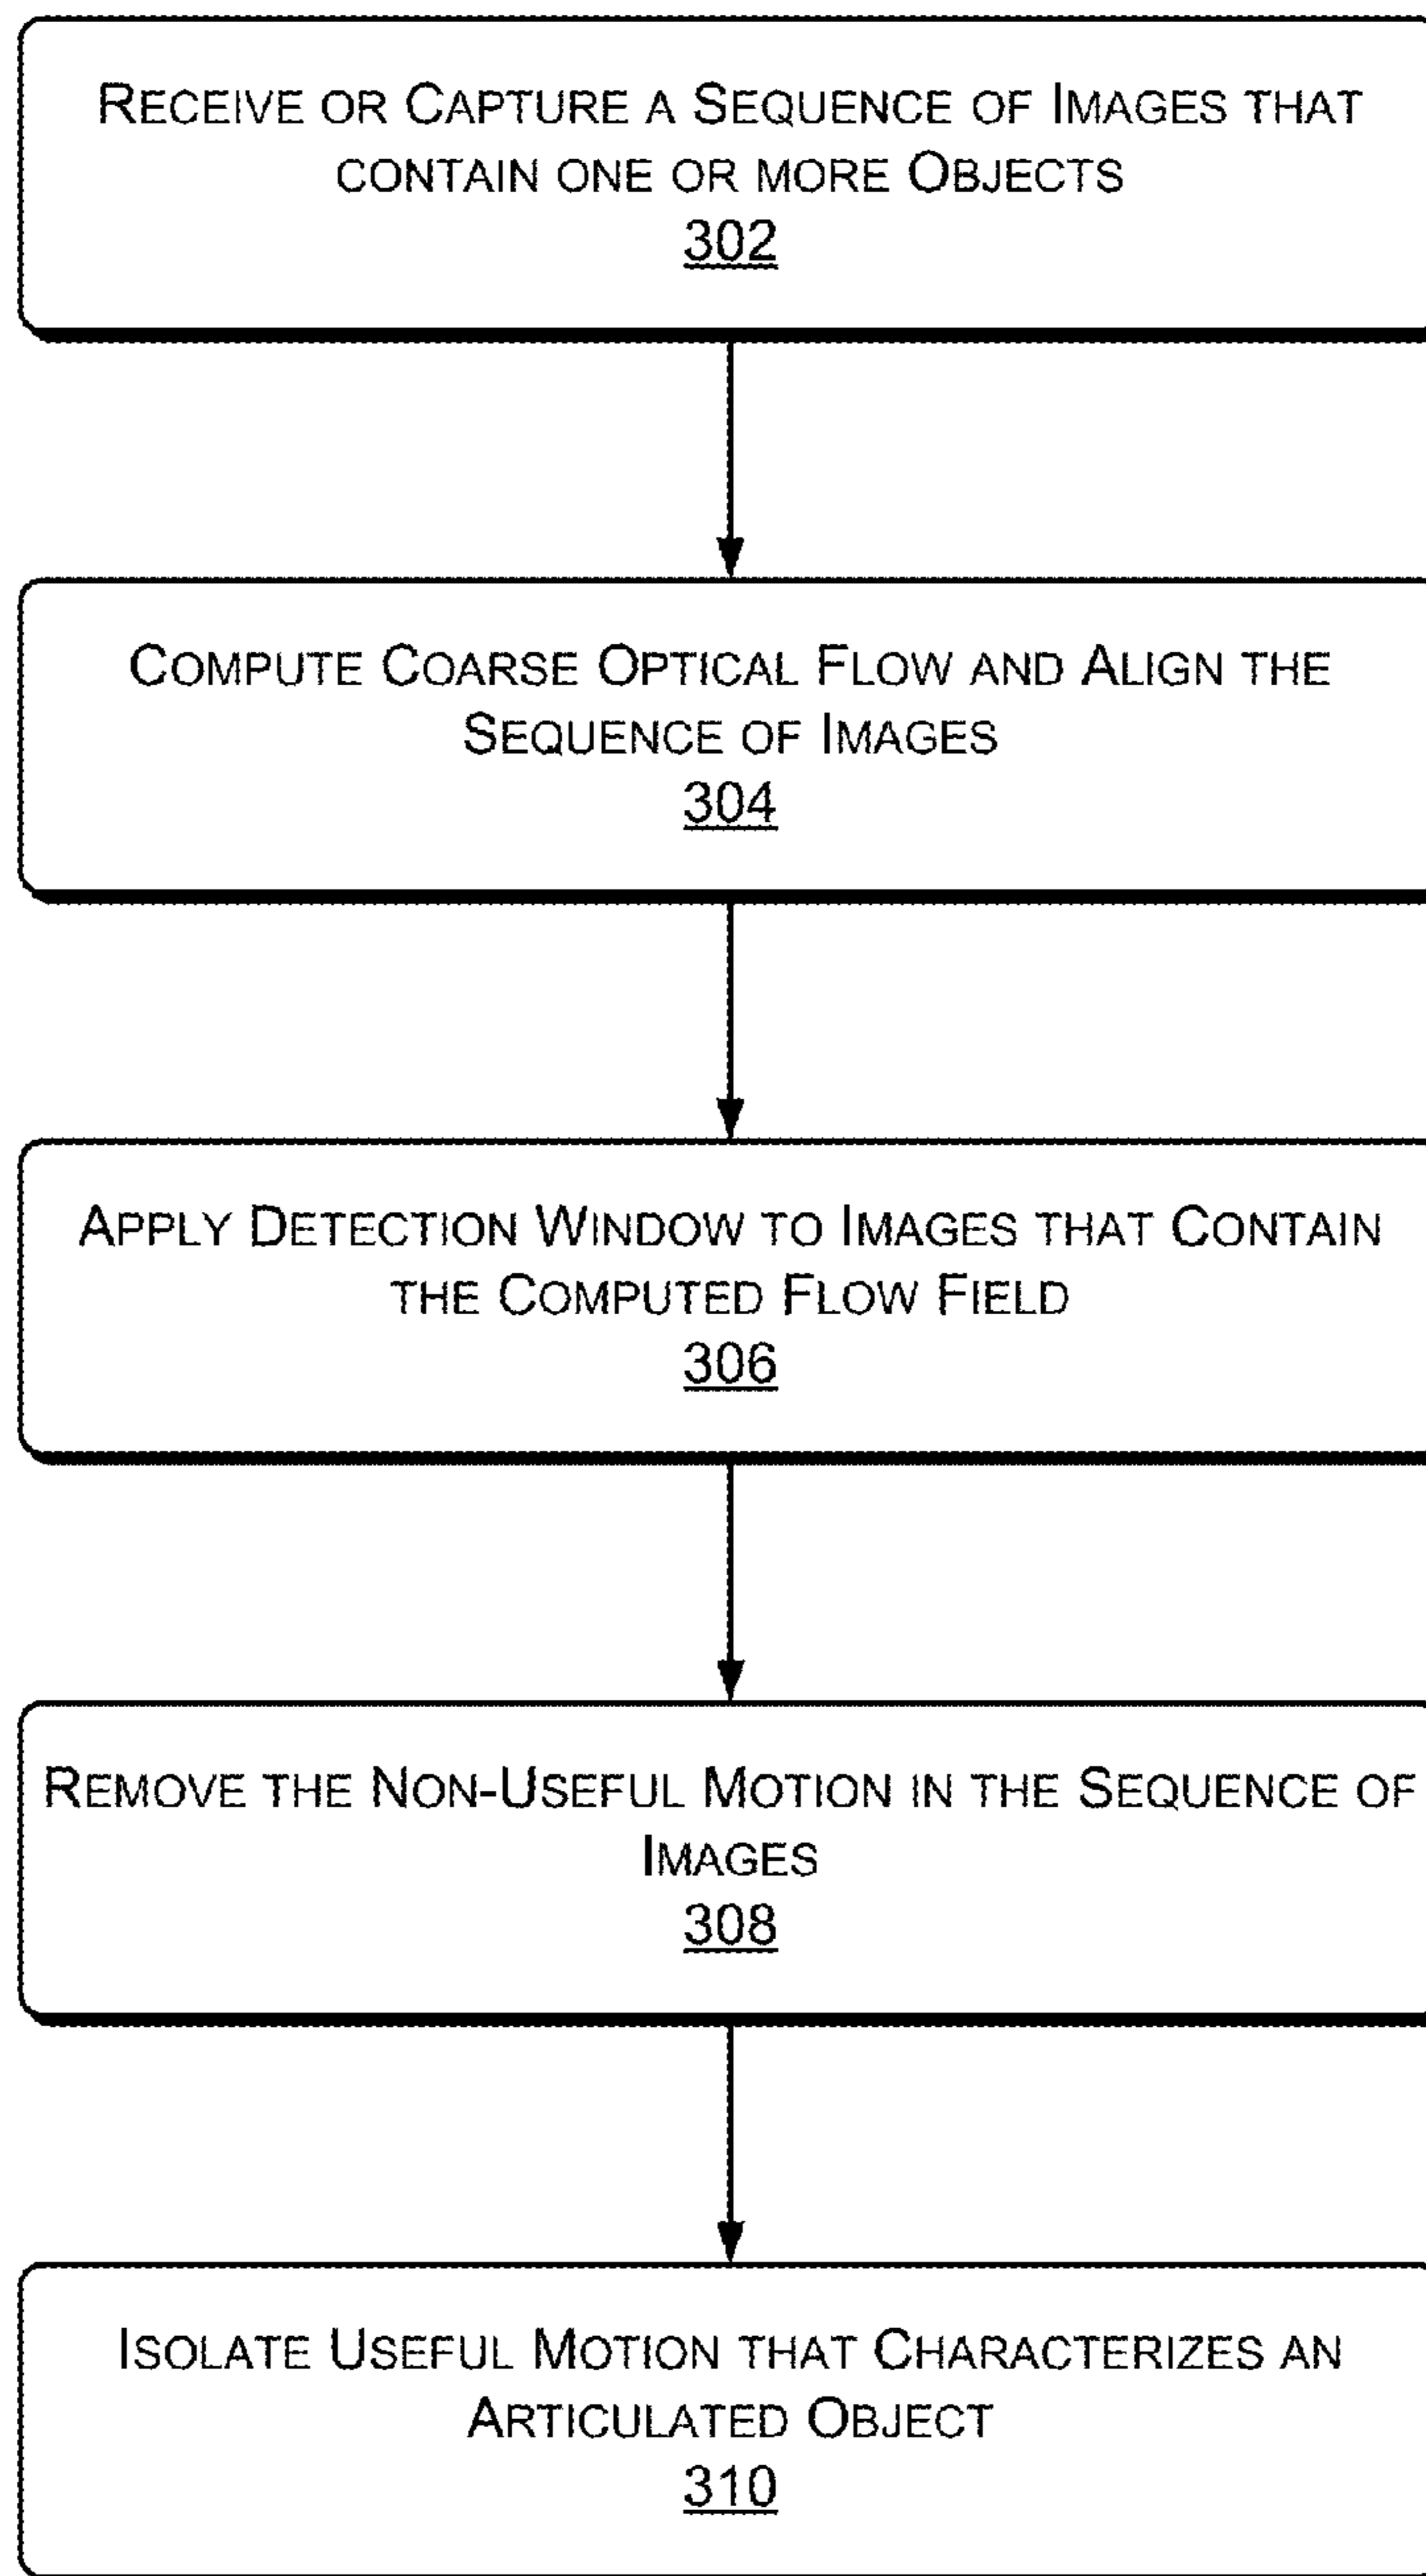 RECEIVE OR CAPTURE A SEQUENCE OF IMAGES THAT
CONTAIN ONE OR MORE OBJECTS
302
COMPUTE COARSE OPTICAL FLOW AND ALIGN THE
SEQUENCE OF IMAGES
304
APPLY DETECTION WINDOW TO IMAGES THAT CONTAIN
THE COMPUTED FLOW FIELD
306
REMOVE THE NON-USEFUL MOTION IN THE SEQUENCE OF
IMAGES
308
ISOLATE USEFUL MOTION THAT CHARACTERIZES AN
ARTICULATED OBJECT
310